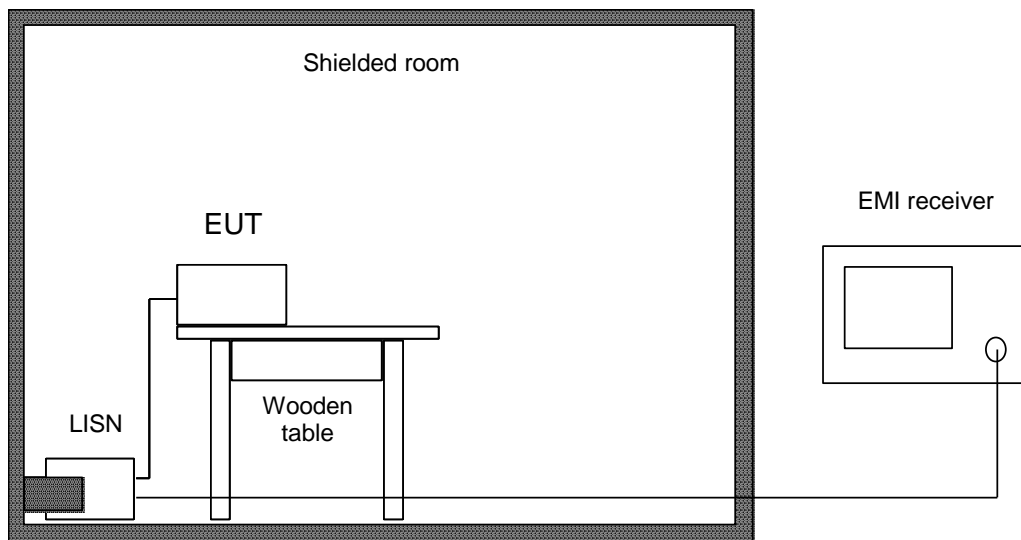 Shielded room
EMI receiver
EUT
Wooden
table
LISN